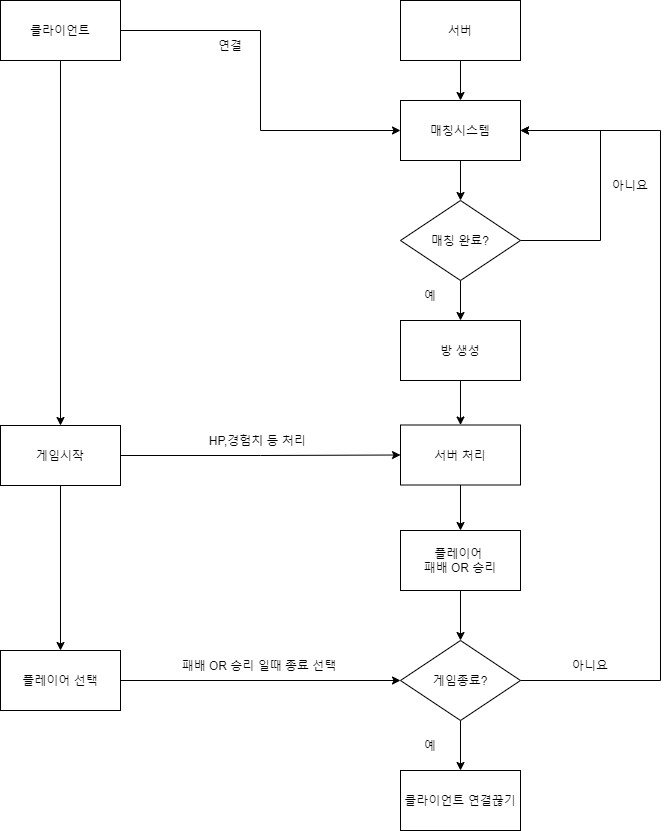 클라이언트
연결
서버
매칭시스템
아니요
매칭 완료?
예
방 생성
게임시작
HP,경험치 등 처리
서버 처리
플레이어
패배 OR 승리
플레이어 선택
패배 OR 승리 일때 종료 선택
게임종료?
아니요
예
클라이언트 연결끊기